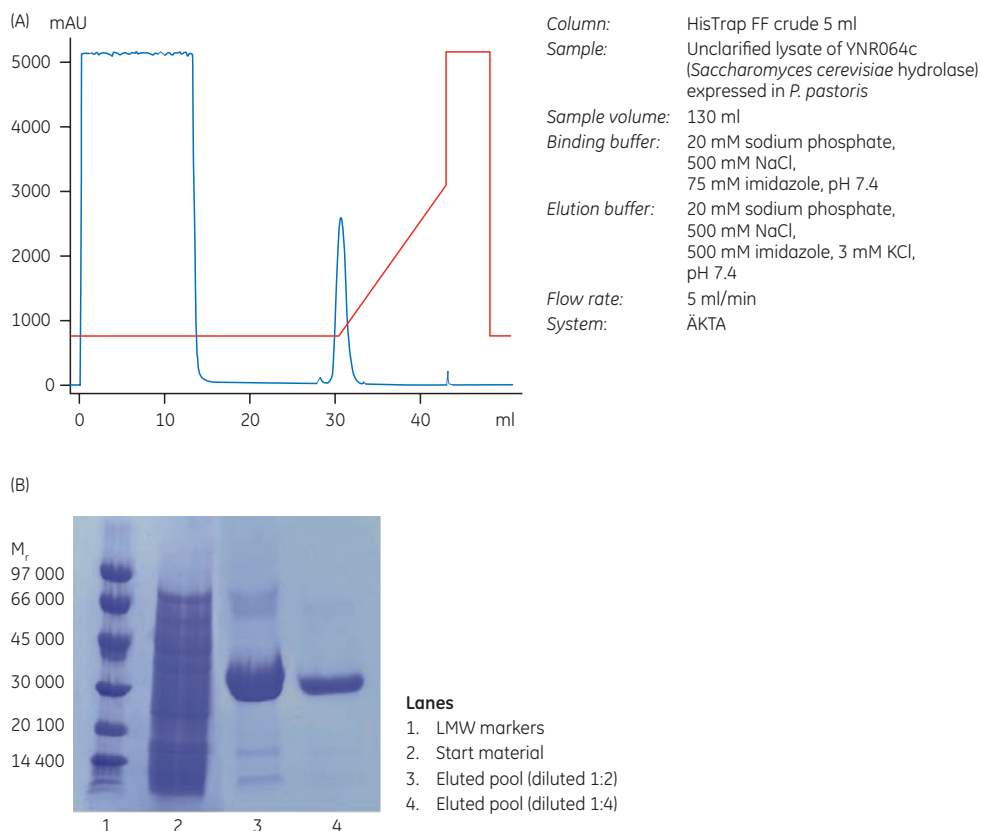 (A) mAU
5000
4000
3000
2000
1000
0
0 10 20 30 40 ml
Column: HisTrap FF crude 5 ml
Sample: Unclarified lysate of YNR064c
(Saccharomyces cerevisiae hydrolase)
expressed in P. pastoris
Sample volume: 130 ml
Binding buffer: 20 mM sodium phosphate,
500 mM NaCl,
75 mM imidazole, pH 7.4
Elution buffer: 20 mM sodium phosphate,
500 mM NaCl,
500 mM imidazole, 3 mM KCl,
pH 7.4
Flow rate: 5 ml/min
System: ÄKTA
(B)
Mr
97 000
66 000
45 000
30 000
20 100
14 400
1 2 3 4
Lanes
1. LMW markers
2. Start material
3. Eluted pool (diluted 1:2)
4. Eluted pool (diluted 1:4)